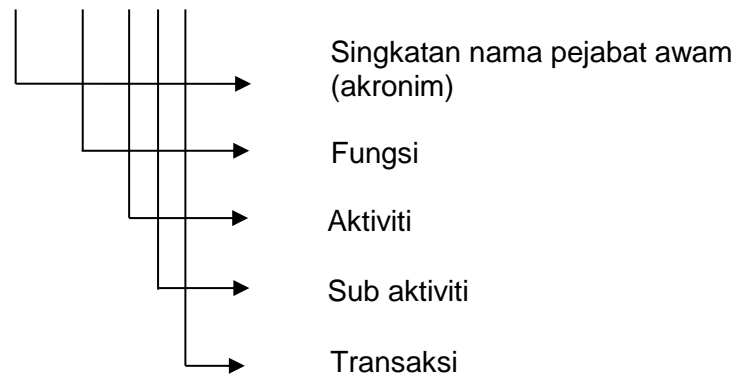 Singkatan nama pejabat awam
(akronim)
Fungsi
Aktiviti
Sub aktiviti
Transaksi